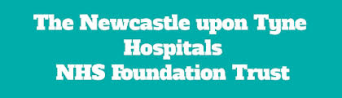 The Newcastle upon Tyne
Hospitals
NHS Foundation Trust